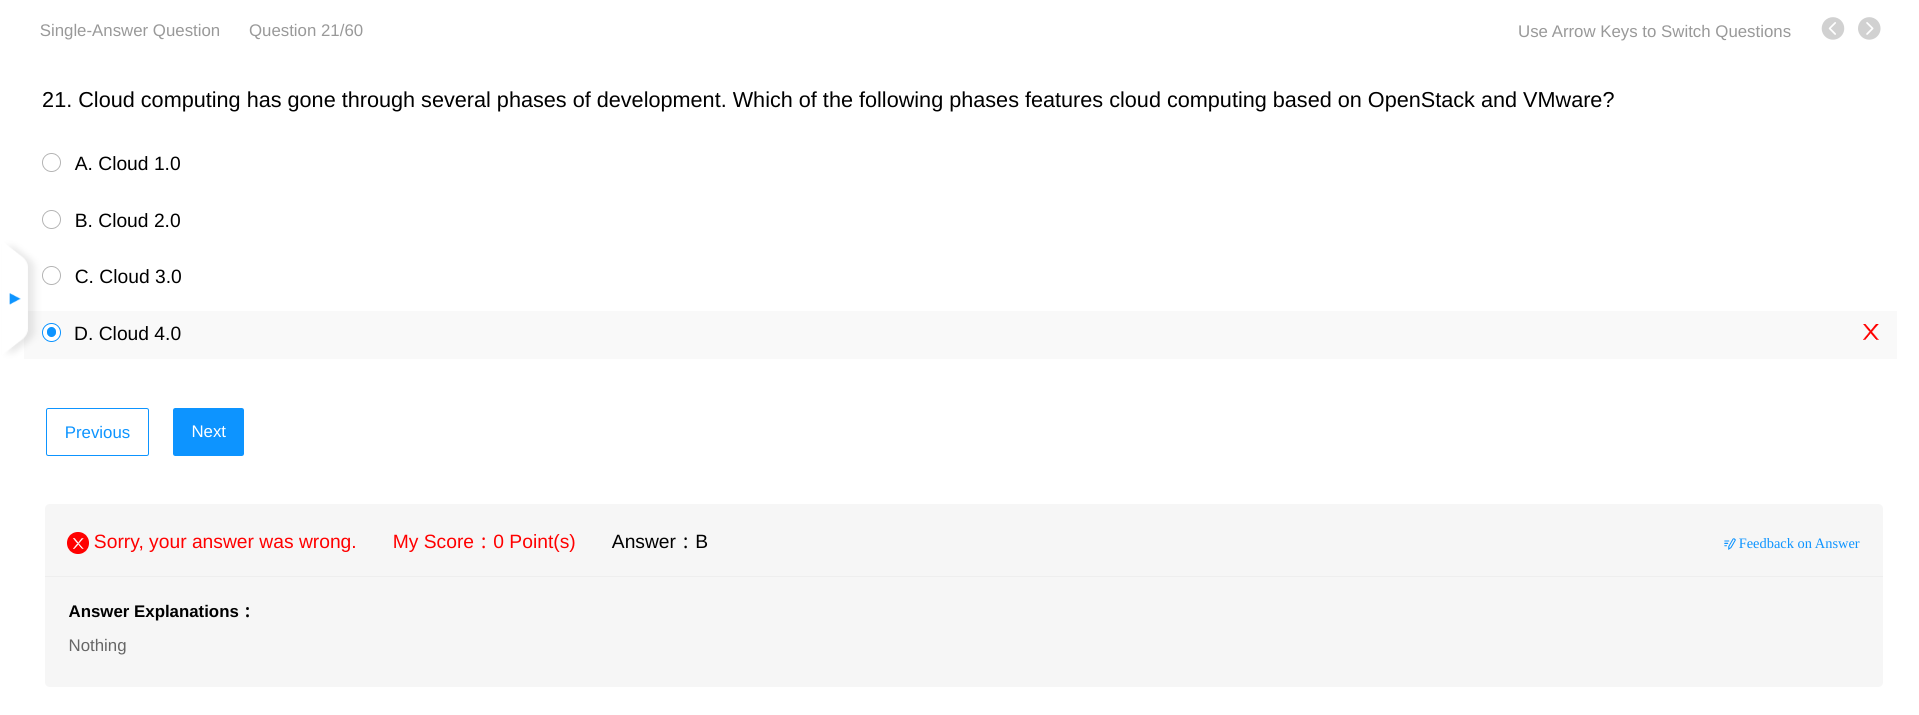 Single-Answer Question Question 21/60 Use Arrow Keys to Switch Questions
21. Cloud computing has gone through several phases of development. Which of the following phases features cloud computing based on OpenStack and VMware?
A. Cloud 1.0
B. Cloud 2.0
C. Cloud 3.0
D. Cloud 4.0
Previous Next
Sorry, your answer was wrong. My Score：0 Point(s) Answer：B Feedback on Answer
Answer Explanations：
Nothing